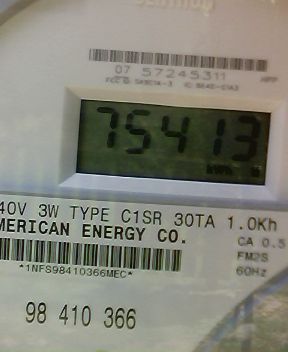 07 57245311
75413
kWh
40V 3W TYPE C1SR 30TA 1.0Kh
MERICAN ENERGY CO.
CA 0.5
FM2S
60Hz
*1NFS98410366MEC*
98 410 366